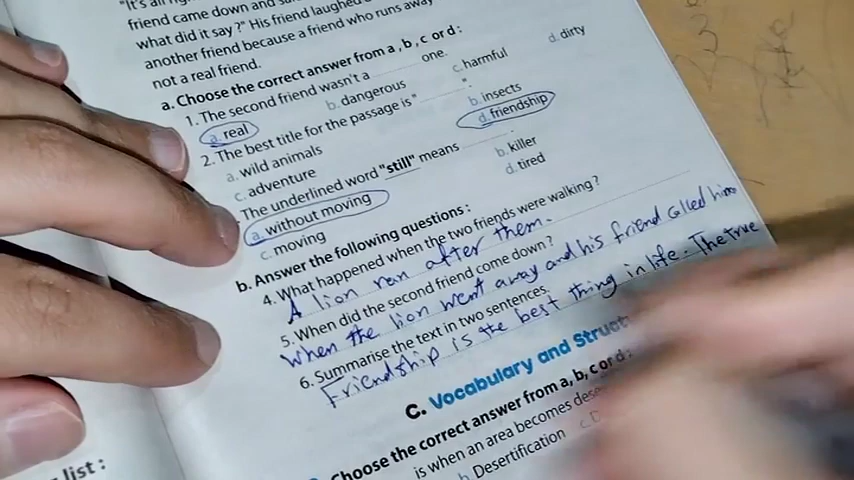 "It's all
friend came down and
what did it say?" His friend laughed
another friend because a friend who runs away
not a real friend.
a. Choose the correct answer from a, b, c or d :
1. The second friend wasn't a ........ one.
a. real
b. dangerous
c. harmful
d. dirty
2. The best title for the passage is " ........ ".
a. wild animals
b. insects
c. adventure
d. friendship
The underlined word "still" means ........ .
a. without moving
b. killer
c. moving
d. tired
b. Answer the following questions :
4. What happened when the two friends were walking?
A lion ran after them.
5. When did the second friend come down?
When the lion went away and his friend called him
6. Summarise the text in two sentences.
Friendship is the best thing in life. The true
C. Vocabulary and
Choose the correct answer from a, b, c or d :
is when an area becomes
Desertification
list :
3